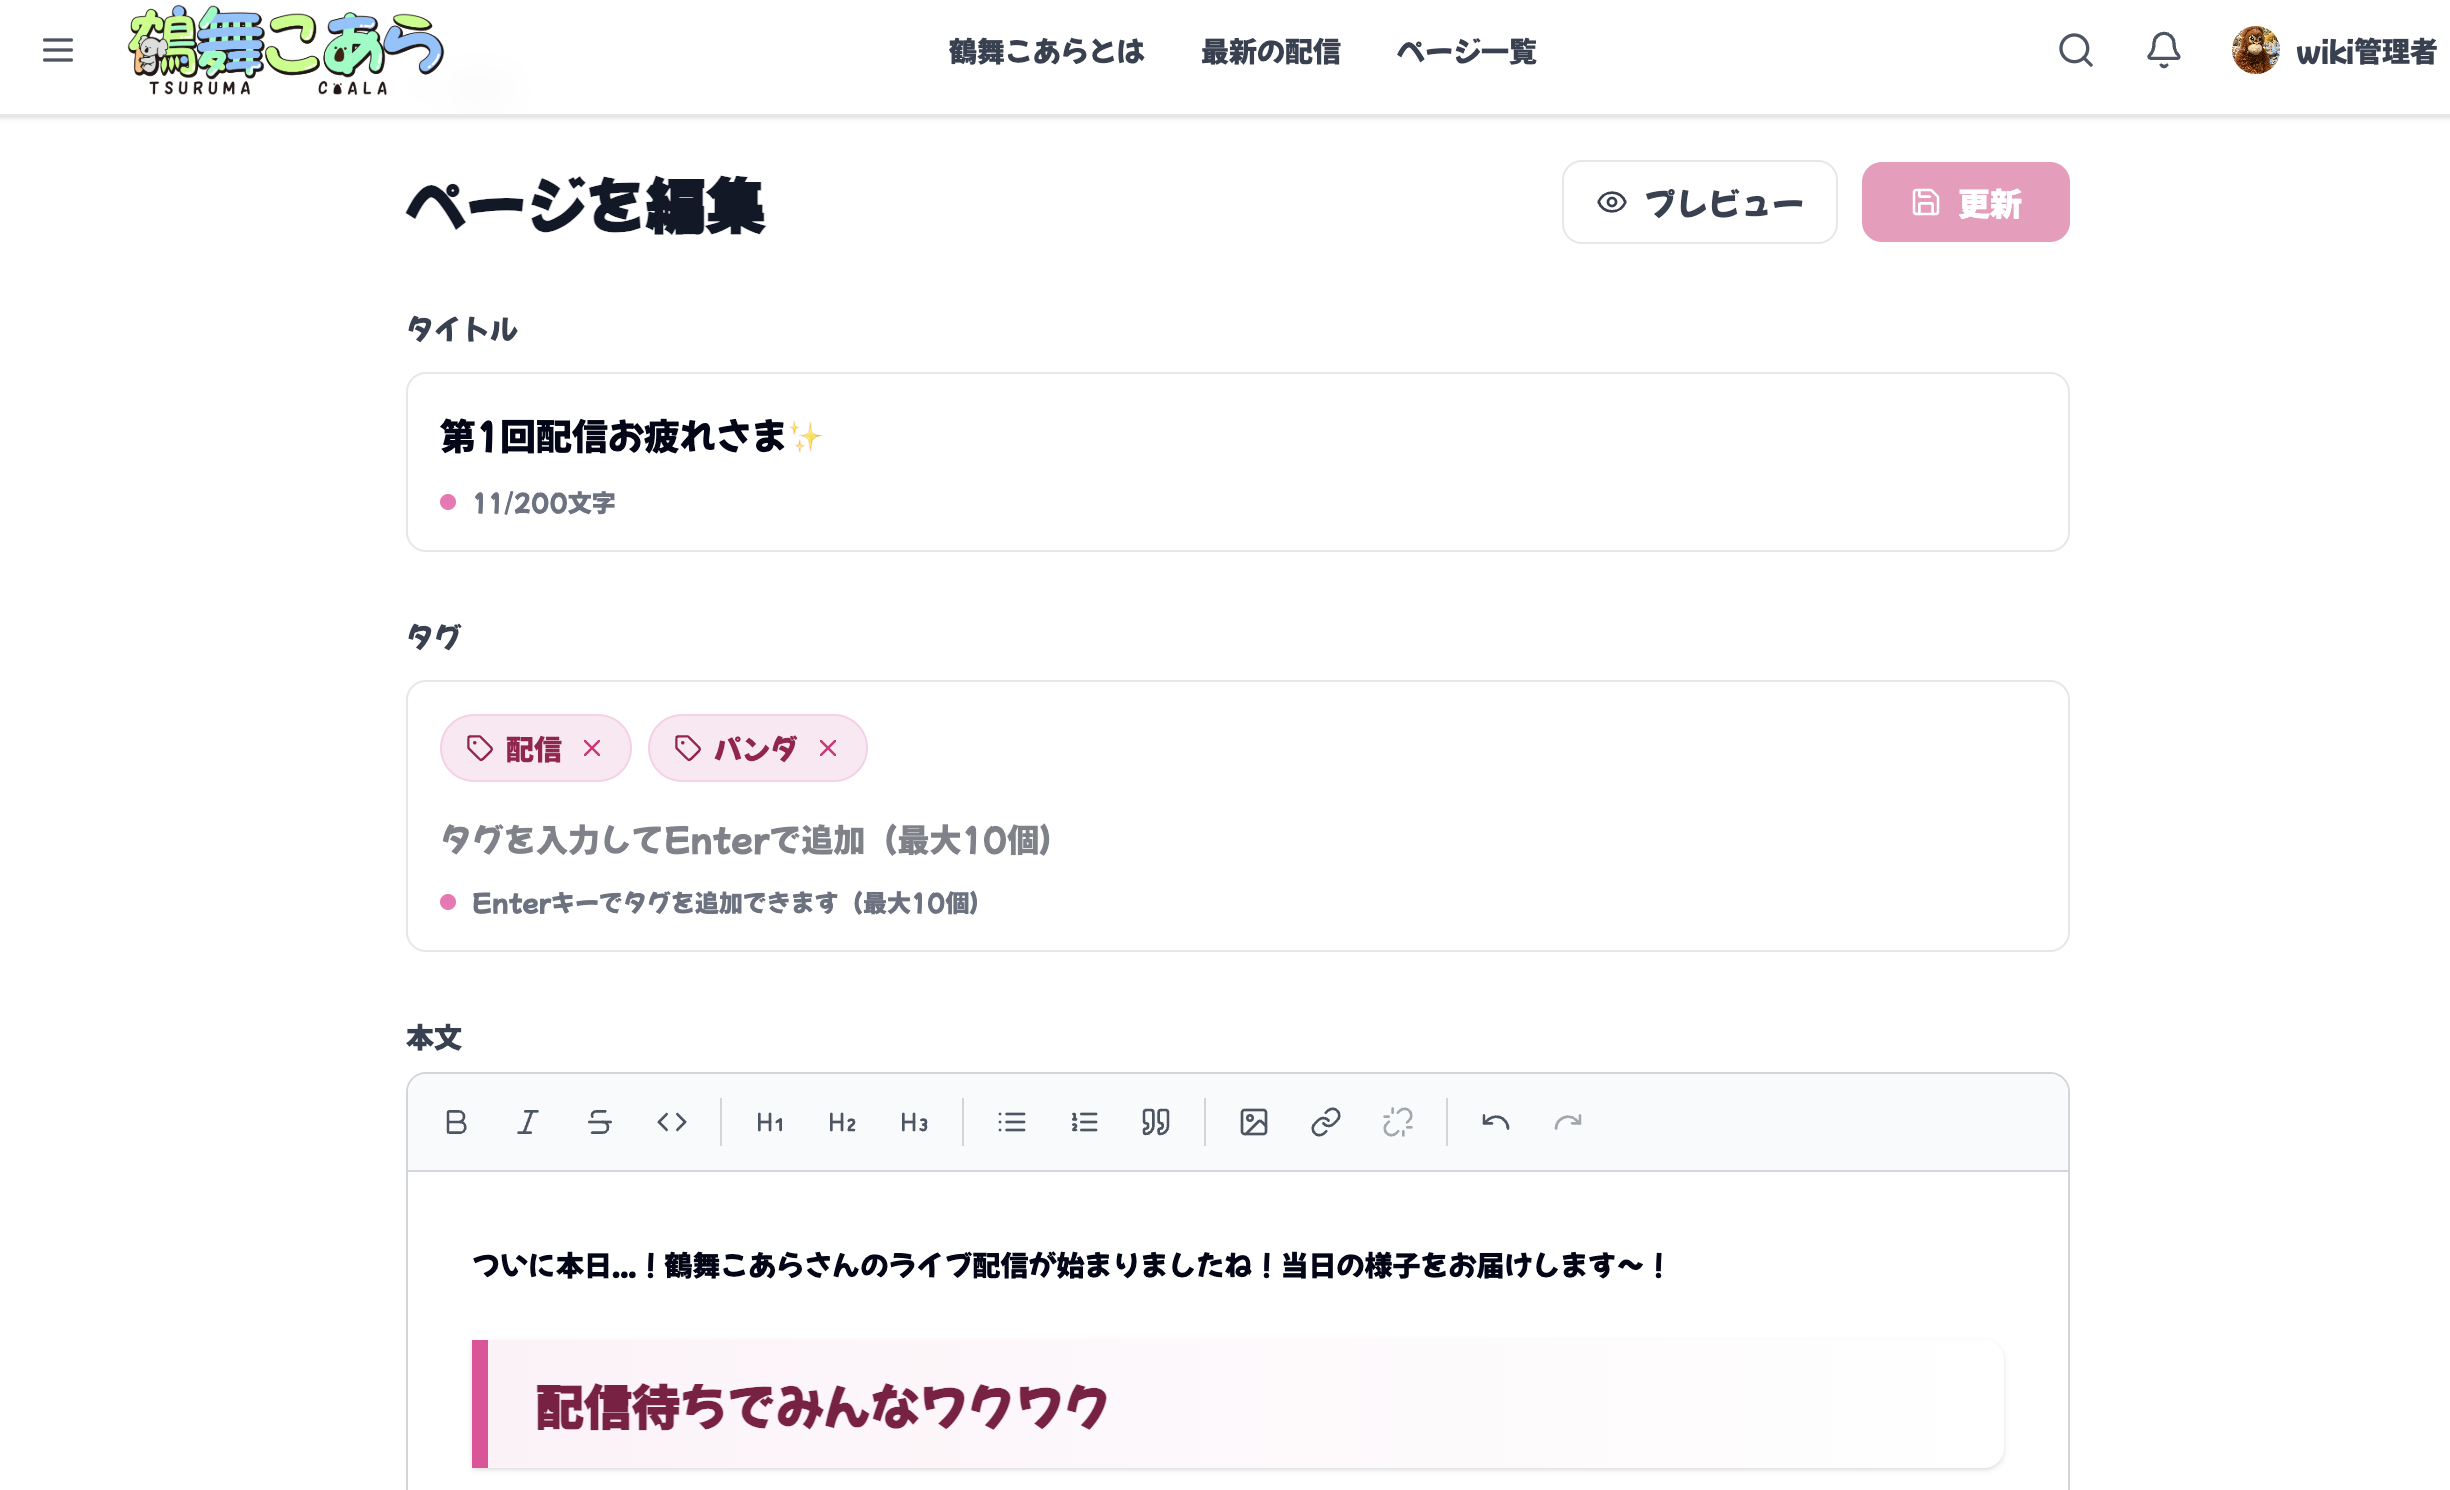 鶴舞こあら
TSURUMA COALA
鶴舞こあらとは
最新の配信
ページ一覧
wiki管理者
ページを編集
プレビュー
更新
タイトル
第1回配信お疲れさま✨
11/200文字
タグ
配信
パンダ
タグを入力してEnterで追加（最大10個）
Enterキーでタグを追加できます（最大10個）
本文
H1 H2 H3
ついに本日...！鶴舞こあらさんのライブ配信が始まりましたね！当日の様子をお届けします〜！
配信待ちでみんなワクワク